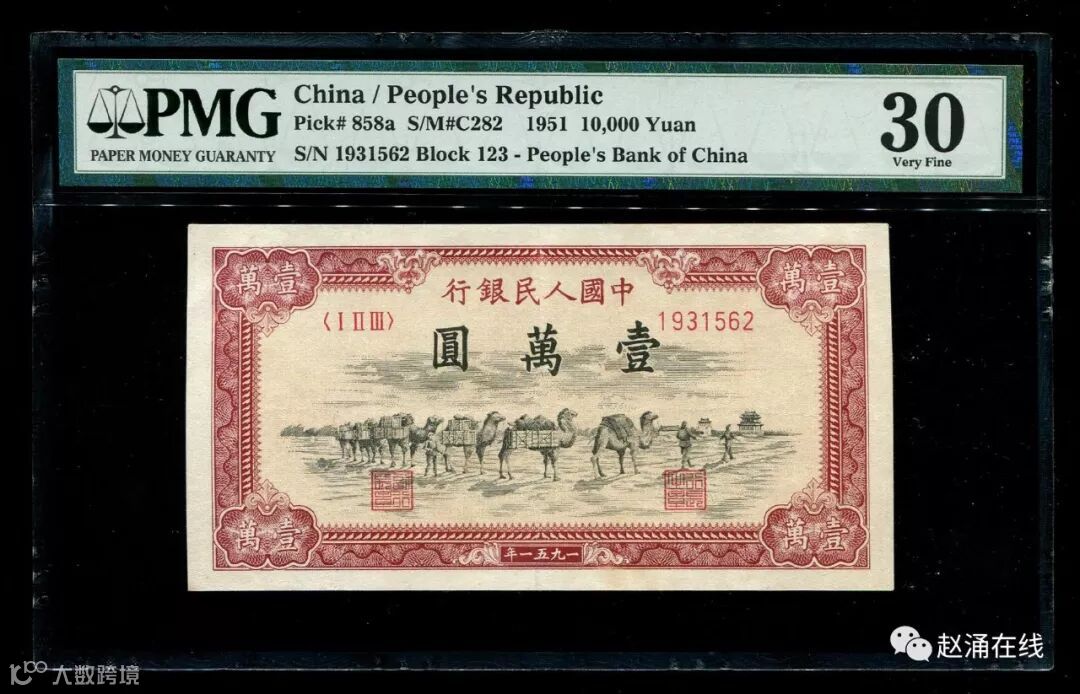 PMG
PAPER MONEY GUARANTY
China / People's Republic
Pick# 858a S/M#C282 1951 10,000 Yuan
S/N 1931562 Block 123 - People's Bank of China
30
Very Fine
萬壹
萬壹
行銀民人國中
〈I II III〉
1931562
圓萬壹
萬壹
萬壹
年一五九一
赵涌在线
大数跨境